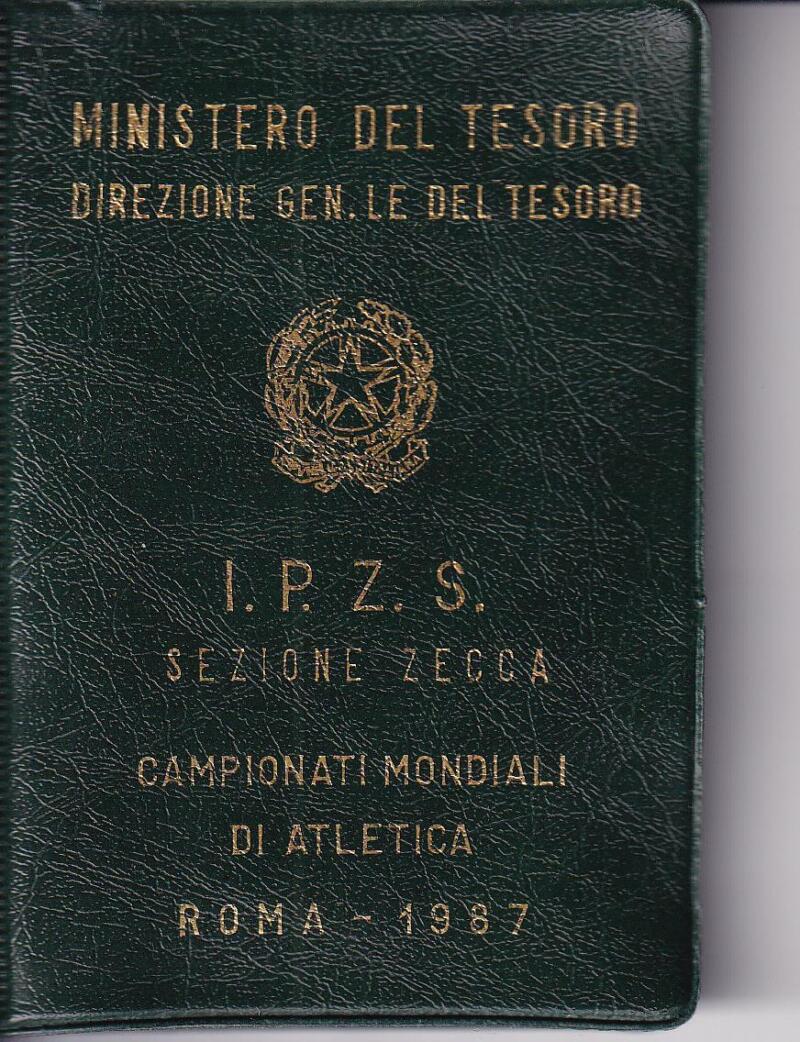 MINISTERO DEL TESORO
DIREZIONE GEN.LE DEL TESORO
I. P. Z. S.
SEZIONE ZECCA
CAMPIONATI MONDIALI
DI ATLETICA
ROMA - 1987